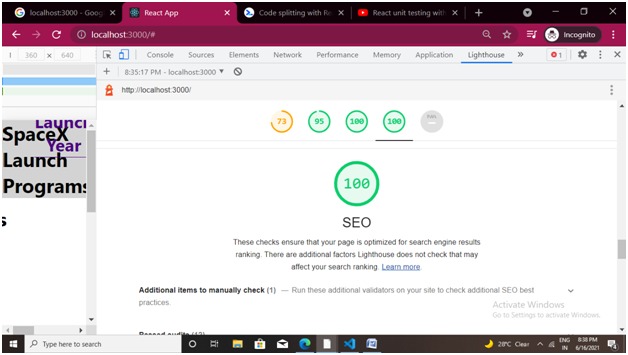 localhost:3000 - Goog
React App
Code splitting with Re
React unit testing with
localhost:3000/#
Incognito
360 × 640
Console Sources Network Performance Memory Application Lighthouse
1
8:35:17 PM - localhost:3000
http://localhost:3000/
73 95 100 100
Launch
Year
SpaceX
Launch
Programs
s
100
SEO
These checks ensure that your page is optimized for search engine results
ranking. There are additional factors Lighthouse does not check that may
affect your search ranking. Learn more.
Additional items to manually check (1) — Run these additional validators on your site to check additional SEO best
practices.
Activate Windows
Go to Settings to activate Windows.
Passed audits
Type here to search
28°C Clear
ENG
IN
8:38 PM
6/16/2021